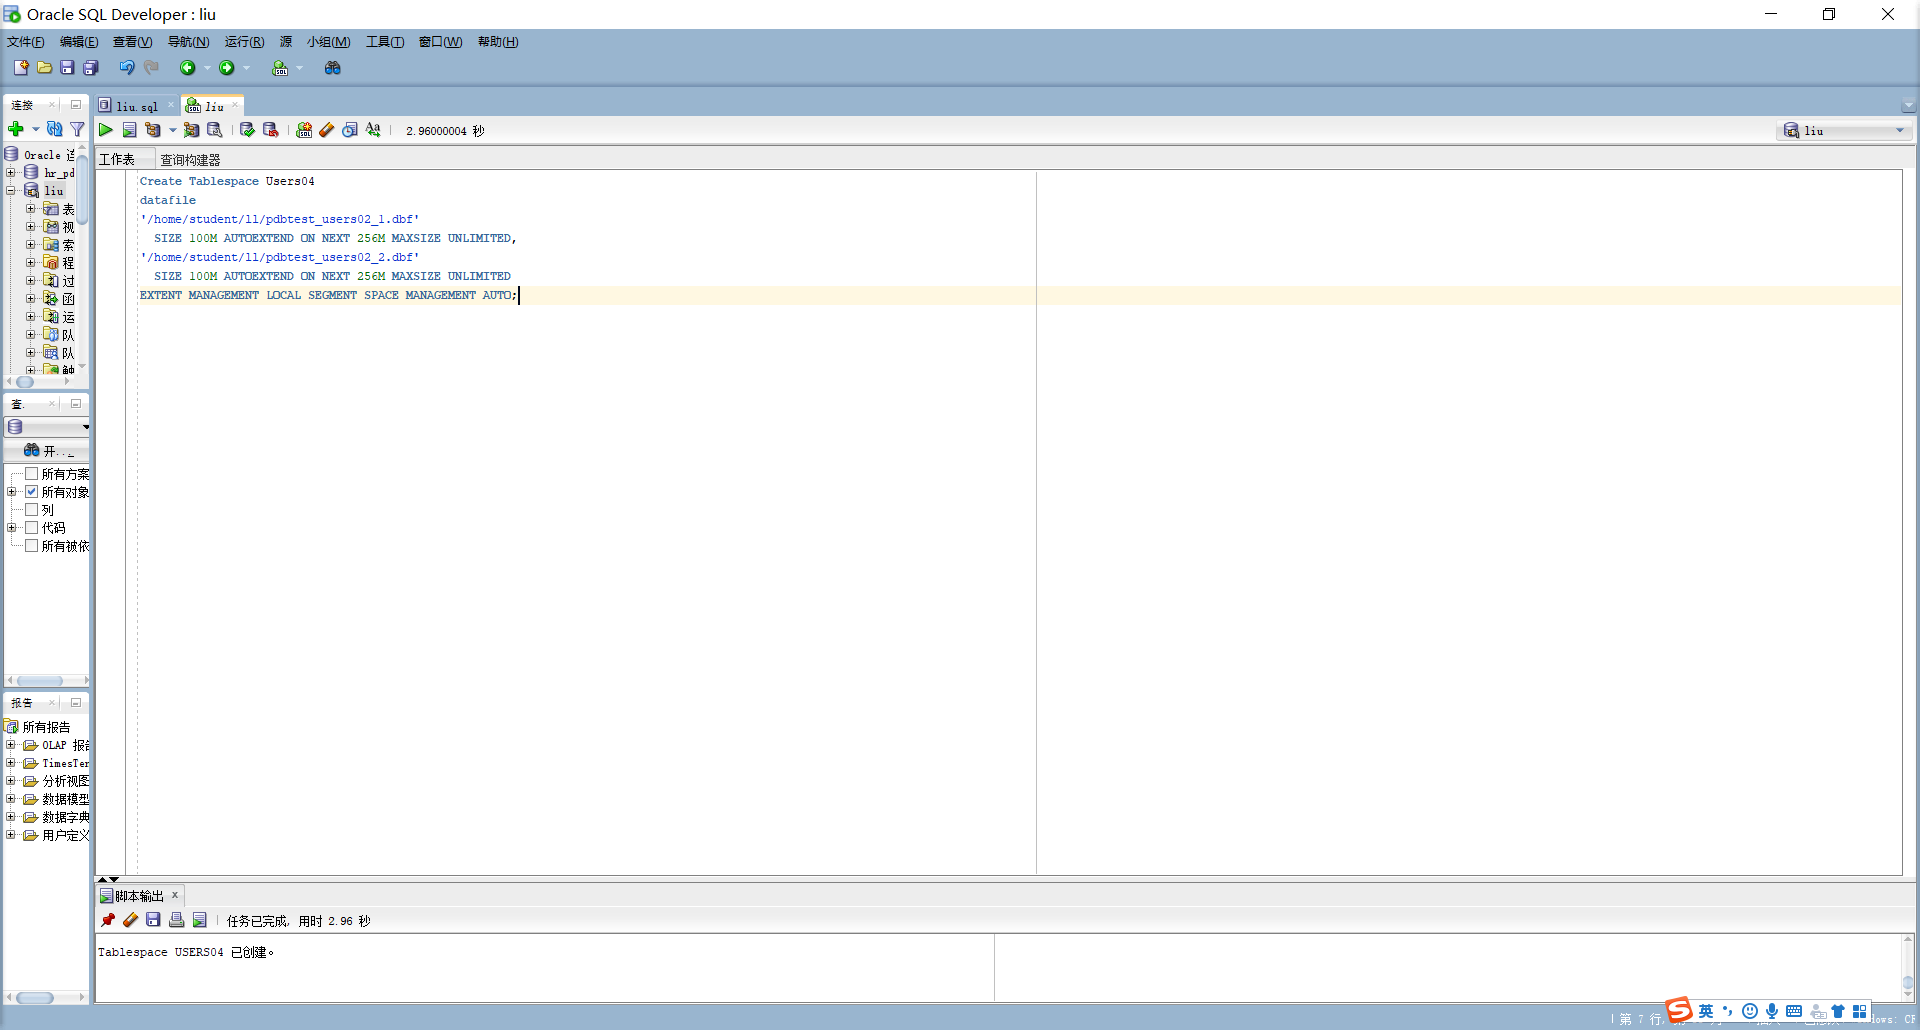 Oracle SQL Developer : liu
文件(F) 编辑(E) 查看(V) 导航(N) 运行(R) 源 小组(M) 工具(T) 窗口(W) 帮助(H)
连接
Oracle
hr_pd
liu
表
视
索
程
过
函
运
队
队
触
查.
开...
所有方案
所有对象
列
代码
所有被依
报告
所有报告
OLAP 报告
TimesTen
分析视图
数据模型
数据字典
用户定义
liu.sql liu
2.96000004 秒
liu
工作表 查询构建器
Create Tablespace Users04
datafile
'/home/student/ll/pdbtest_users02_1.dbf'
SIZE 100M AUTOEXTEND ON NEXT 256M MAXSIZE UNLIMITED,
'/home/student/ll/pdbtest_users02_2.dbf'
SIZE 100M AUTOEXTEND ON NEXT 256M MAXSIZE UNLIMITED
EXTENT MANAGEMENT LOCAL SEGMENT SPACE MANAGEMENT AUTO;
脚本输出
任务已完成, 用时 2.96 秒
Tablespace USERS04 已创建。
第 7 行,
英